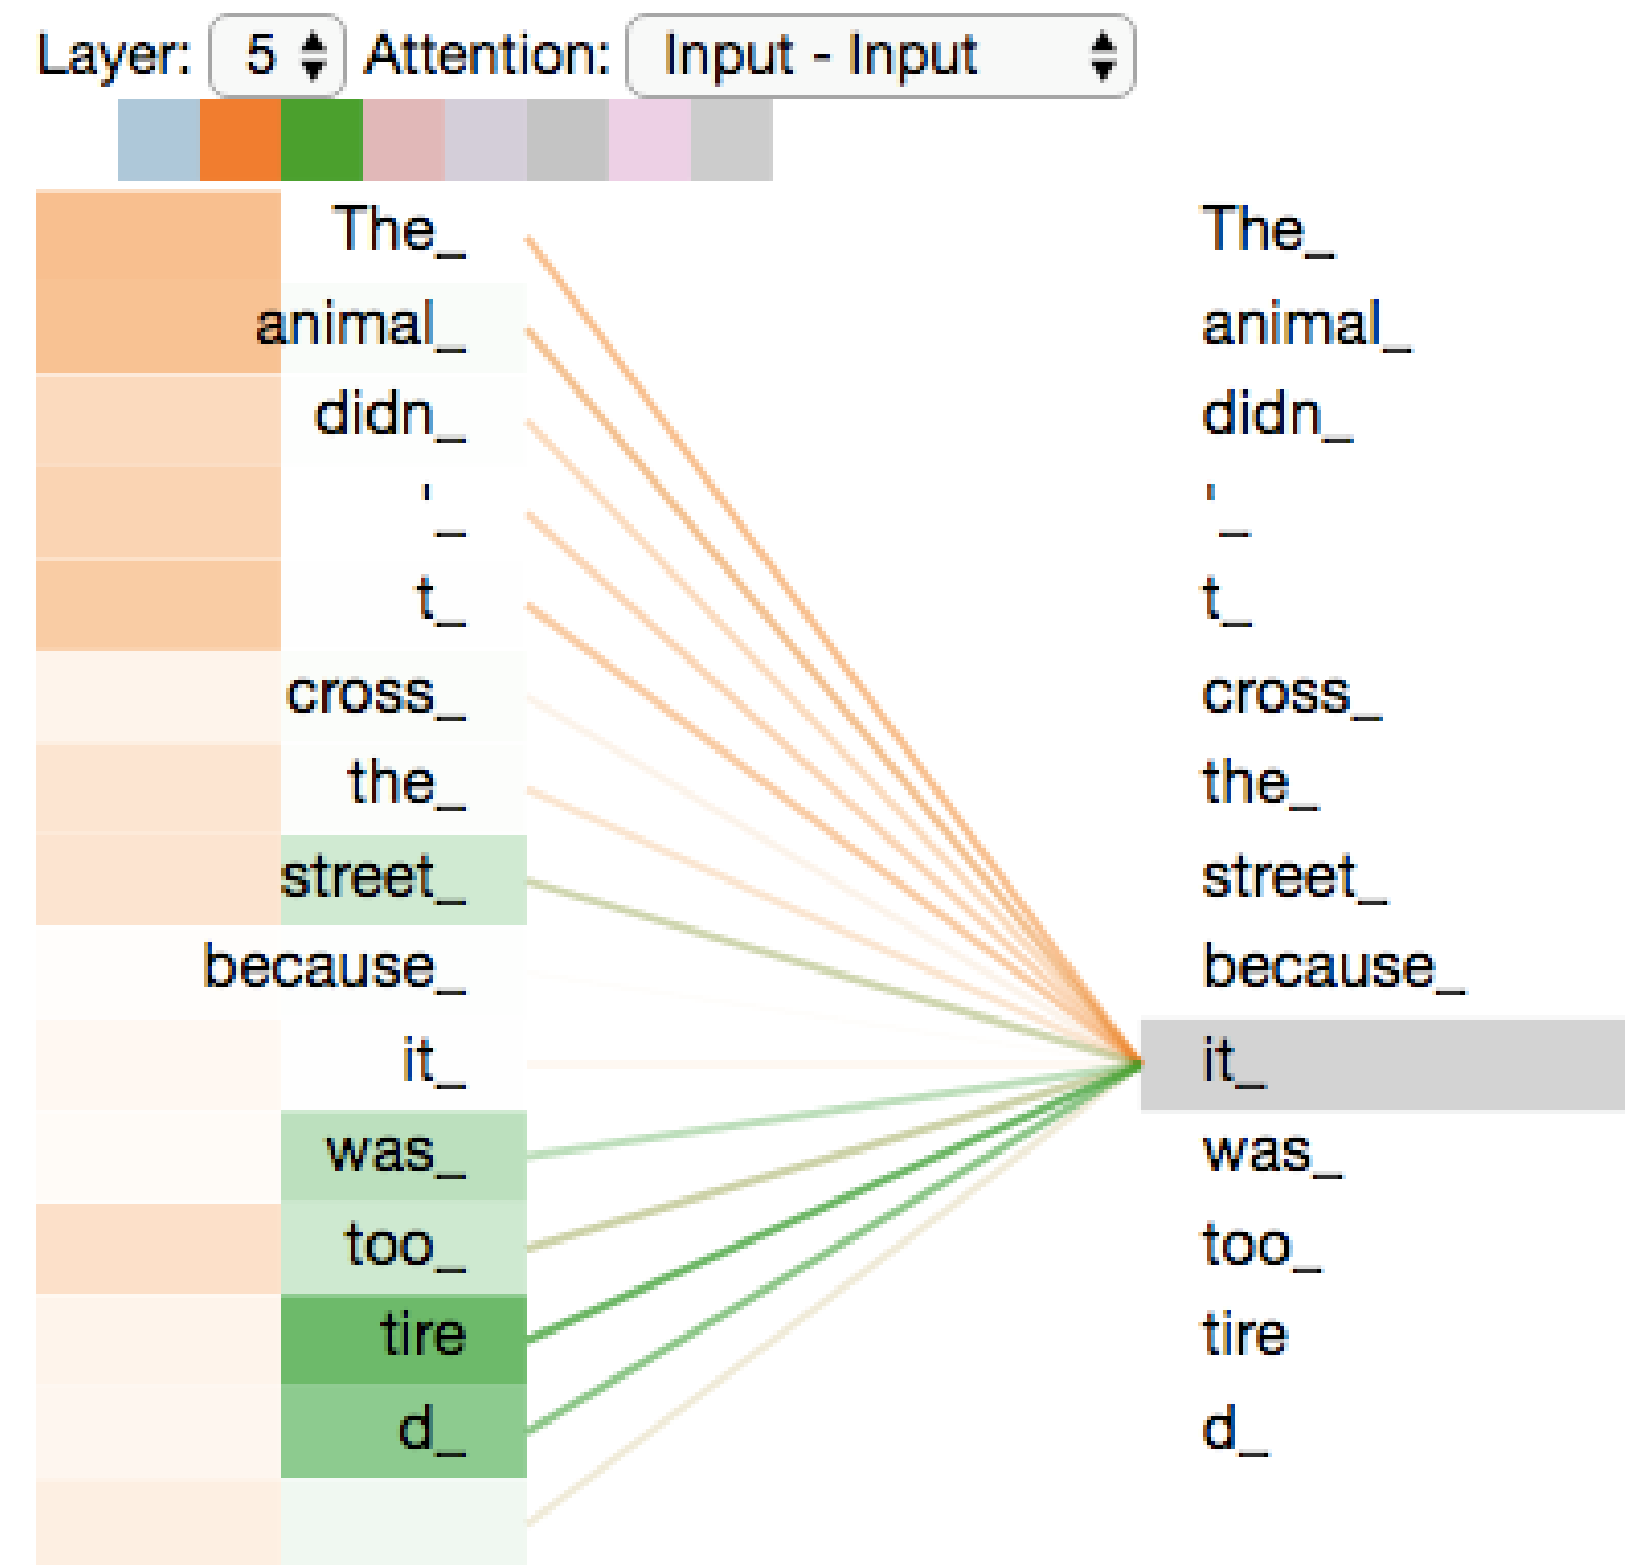 Layer: 5 Attention: Input - Input
The_ The_
animal_ animal_
didn_ didn_
'_ '_
t_ t_
cross_ cross_
the_ the_
street_ street_
because_ because_
it_ it_
was_ was_
too_ too_
tire tire
d_ d_